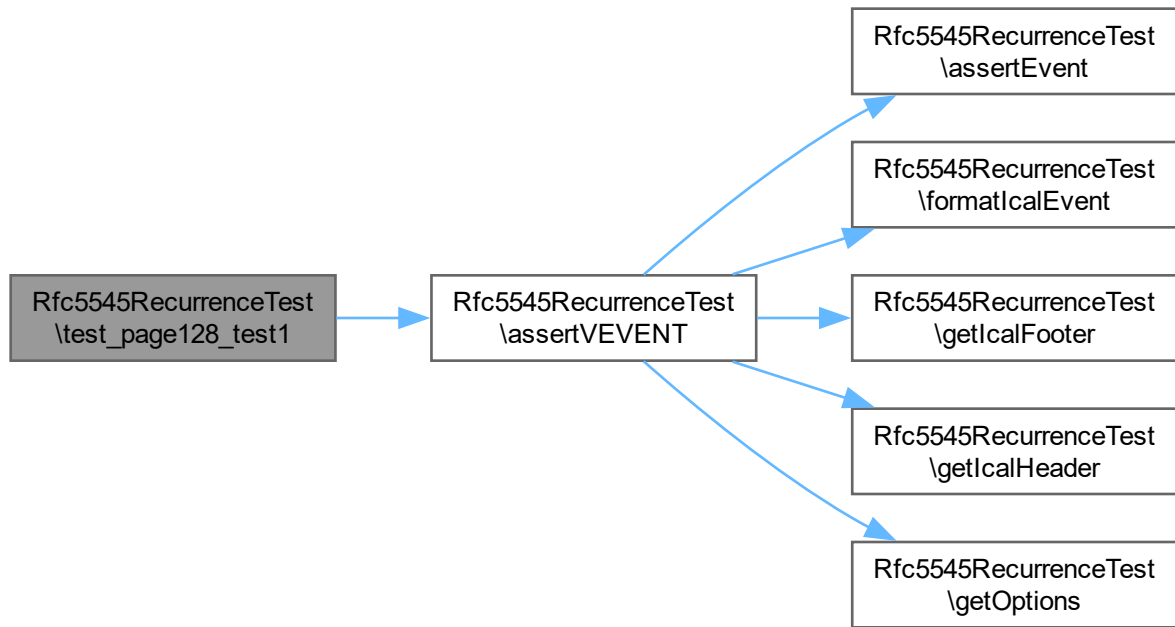 Rfc5545RecurrenceTest
\test_page128_test1
Rfc5545RecurrenceTest
\assertVEVENT
Rfc5545RecurrenceTest
\assertEvent
Rfc5545RecurrenceTest
\formatIcalEvent
Rfc5545RecurrenceTest
\getIcalFooter
Rfc5545RecurrenceTest
\getIcalHeader
Rfc5545RecurrenceTest
\getOptions